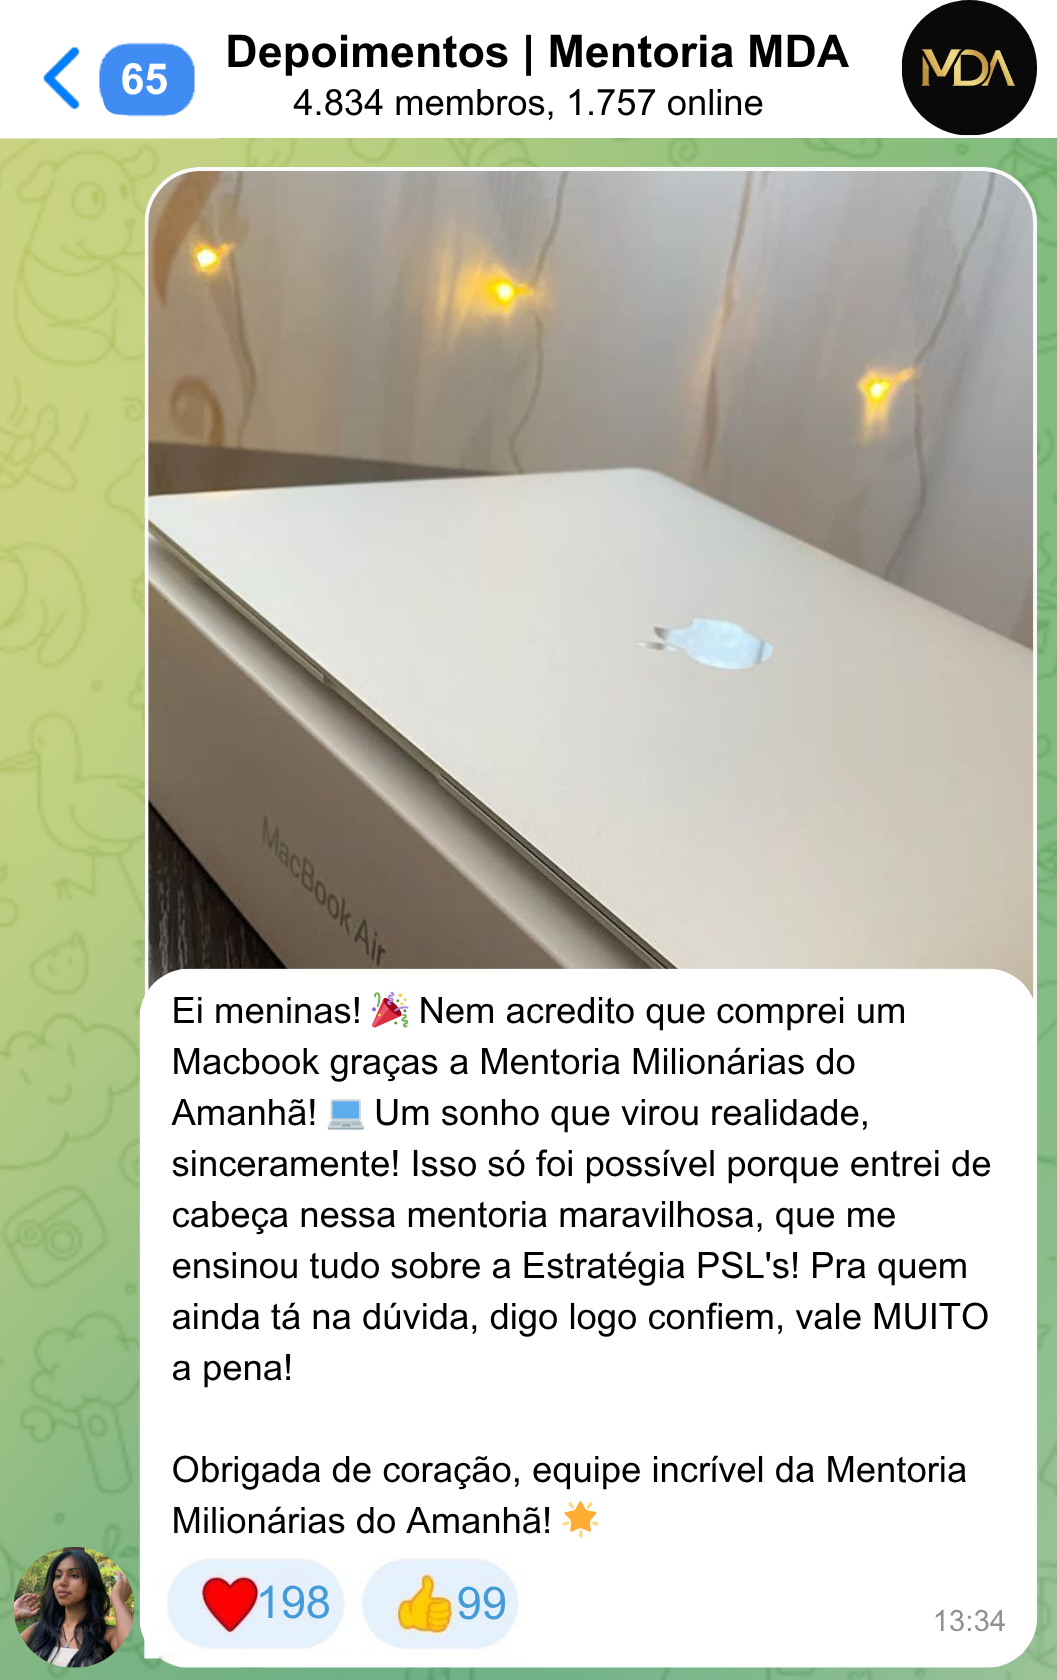 65
Depoimentos | Mentoria MDA
4.834 membros, 1.757 online
MDA
MacBook Air
Ei meninas! 🎉 Nem acredito que comprei um
Macbook graças a Mentoria Milionárias do
Amanhã! 💻 Um sonho que virou realidade,
sinceramente! Isso só foi possível porque entrei de
cabeça nessa mentoria maravilhosa, que me
ensinou tudo sobre a Estratégia PSL's! Pra quem
ainda tá na dúvida, digo logo confiem, vale MUITO
a pena!
Obrigada de coração, equipe incrível da Mentoria
Milionárias do Amanhã! 🌟
❤️198 👍99
13:34